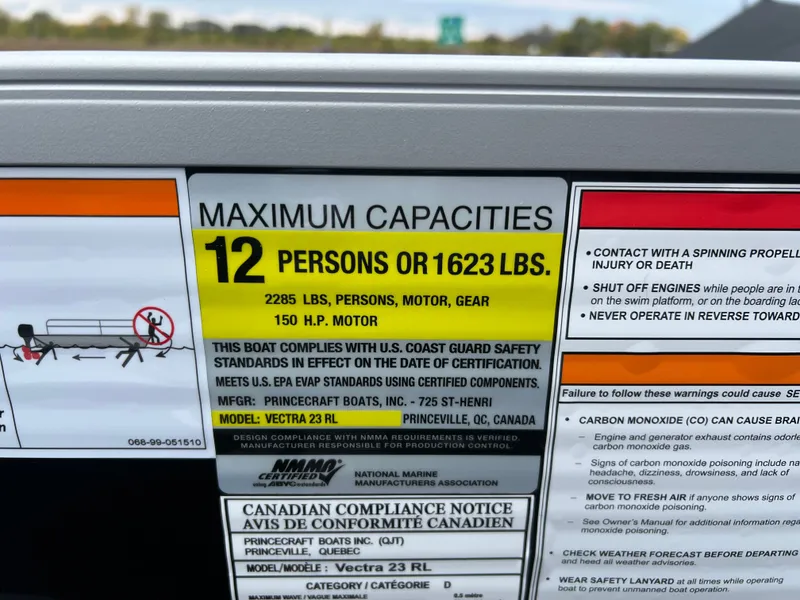 068-99-051510
MAXIMUM CAPACITIES
12 PERSONS OR 1623 LBS.
2285 LBS, PERSONS, MOTOR, GEAR
150 H.P. MOTOR
THIS BOAT COMPLIES WITH U.S. COAST GUARD SAFETY
STANDARDS IN EFFECT ON THE DATE OF CERTIFICATION.
MEETS U.S. EPA EVAP STANDARDS USING CERTIFIED COMPONENTS.
MFGR: PRINCECRAFT BOATS, INC. - 725 ST-HENRI
MODEL: VECTRA 23 RL PRINCEVILLE, QC, CANADA
DESIGN COMPLIANCE WITH NMMA REQUIREMENTS IS VERIFIED.
MANUFACTURER RESPONSIBLE FOR PRODUCTION CONTROL.
NMMA
CERTIFIED
using ABYC standards
NATIONAL MARINE
MANUFACTURERS ASSOCIATION
CANADIAN COMPLIANCE NOTICE
AVIS DE CONFORMITÉ CANADIEN
PRINCECRAFT BOATS INC. (QJT)
PRINCEVILLE, QUEBEC
MODEL/MODÈLE: Vectra 23 RL
CATEGORY / CATÉGORIE D
MAXIMUM WAVE / VAGUE MAXIMALE
• CONTACT WITH A SPINNING
INJURY OR DEATH
• SHUT OFF ENGINES while people are in
on the swim platform, or on the boarding
• NEVER OPERATE IN REVERSE TOWARD
Failure to follow these warnings could cause
• CARBON MONOXIDE (CO) CAN CAUSE
– Engine and generator exhaust contains
carbon monoxide gas.
– Signs of carbon monoxide poisoning include
headache, dizziness, drowsiness, and lack of
consciousness.
– MOVE TO FRESH AIR if anyone shows signs of
carbon monoxide poisoning.
– See Owner's Manual for additional information
monoxide poisoning.
• CHECK WEATHER FORECAST BEFORE DEPARTING
and heed all weather advisories.
• WEAR SAFETY LANYARD at all times while operating
boat to prevent unmanned boat operation.